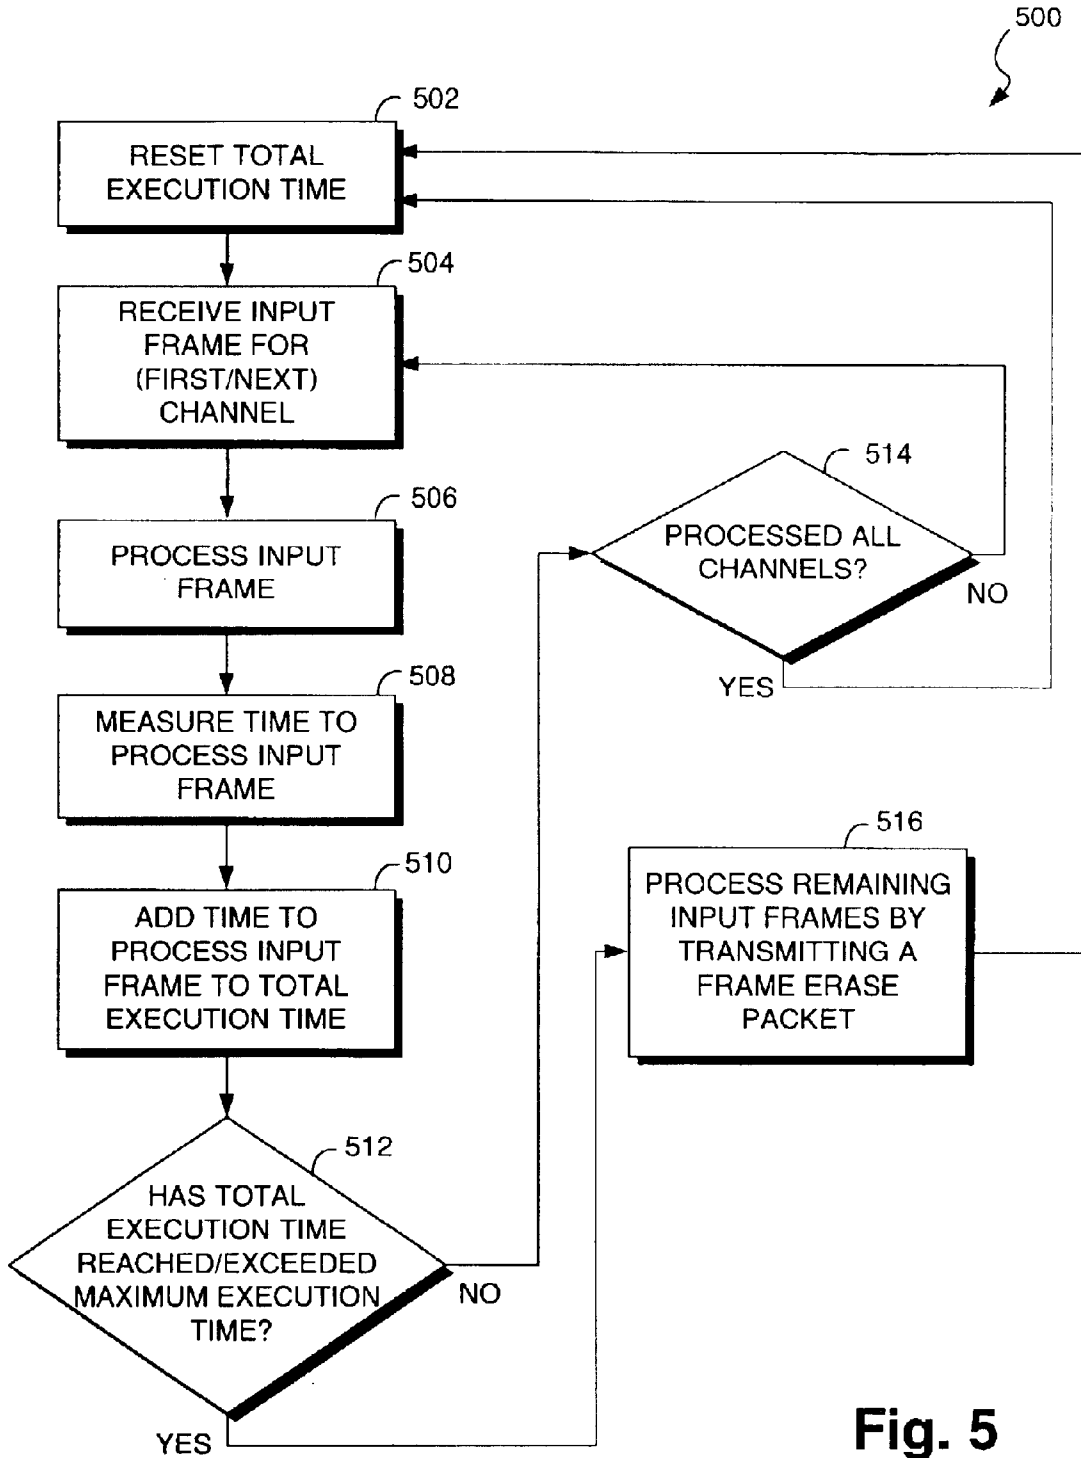 500
502
RESET TOTAL
EXECUTION TIME
504
RECEIVE INPUT
FRAME FOR
(FIRST/NEXT)
CHANNEL
506
PROCESS INPUT
FRAME
508
MEASURE TIME TO
PROCESS INPUT
FRAME
510
ADD TIME TO
PROCESS INPUT
FRAME TO TOTAL
EXECUTION TIME
512
HAS TOTAL
EXECUTION TIME
REACHED/EXCEEDED
MAXIMUM EXECUTION
TIME?
NO
YES
514
PROCESSED ALL
CHANNELS?
NO
YES
516
PROCESS REMAINING
INPUT FRAMES BY
TRANSMITTING A
FRAME ERASE
PACKET
Fig. 5